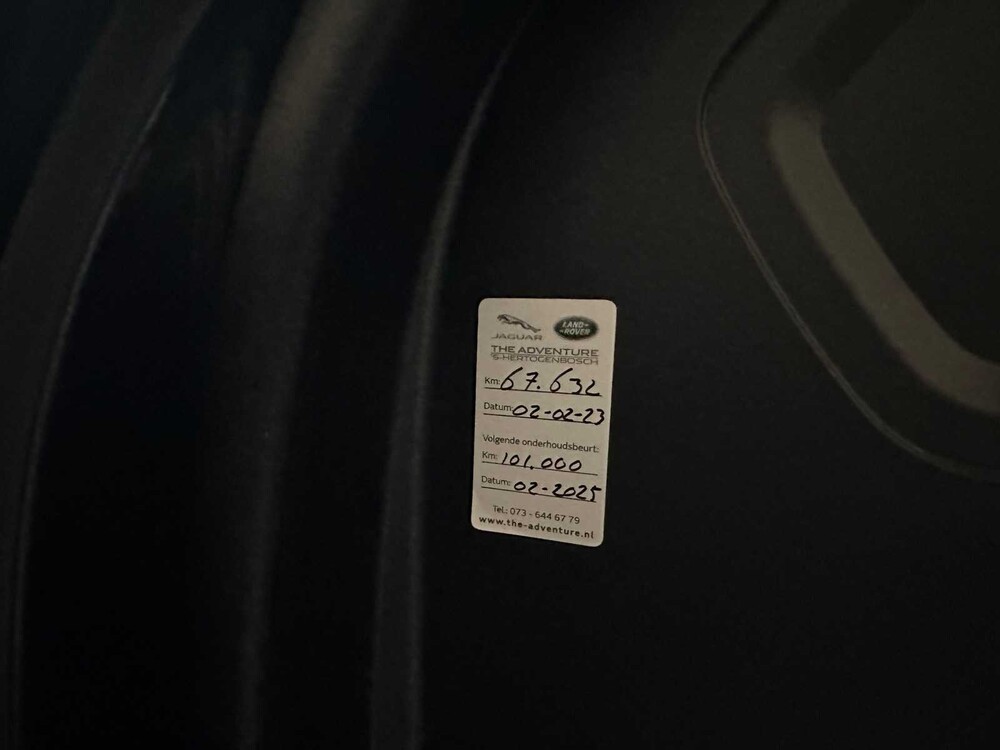 JAGUAR
LAND-
-ROVER
THE ADVENTURE
'S-HERTOGENBOSCH
Km: 67.632
Datum: 02-02-23
Volgende onderhoudsbeurt:
Km: 101.000
Datum: 02-2025
Tel.: 073 - 644 67 79
www.the-adventure.nl